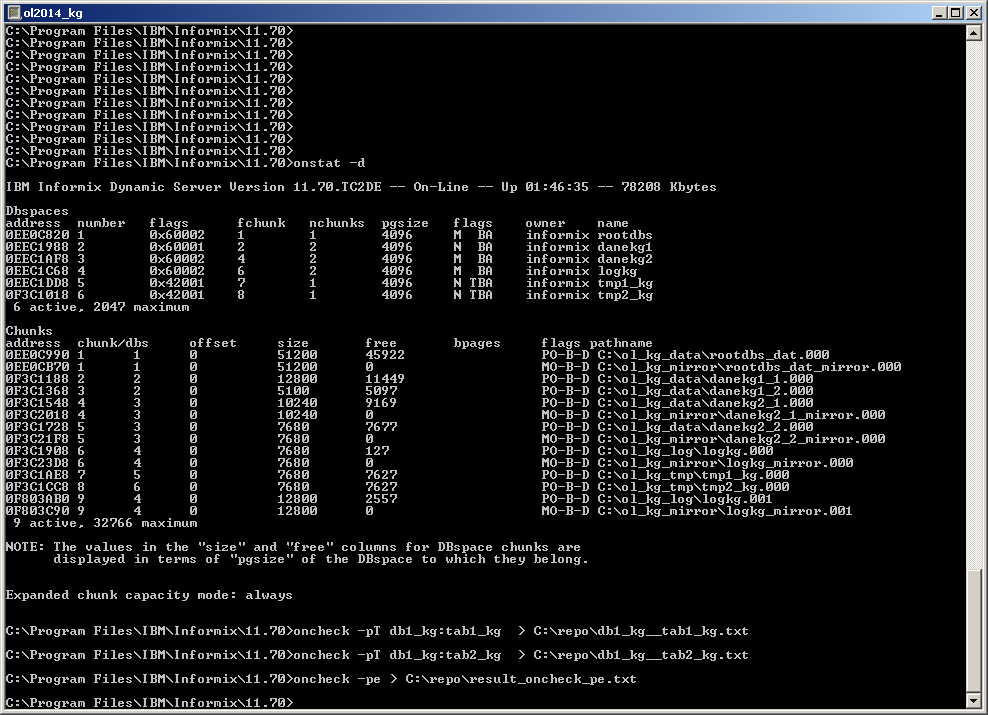 ol2014_kg
C:\Program Files\IBM\Informix\11.70>
C:\Program Files\IBM\Informix\11.70>
C:\Program Files\IBM\Informix\11.70>
C:\Program Files\IBM\Informix\11.70>
C:\Program Files\IBM\Informix\11.70>
C:\Program Files\IBM\Informix\11.70>
C:\Program Files\IBM\Informix\11.70>
C:\Program Files\IBM\Informix\11.70>
C:\Program Files\IBM\Informix\11.70>
C:\Program Files\IBM\Informix\11.70>
C:\Program Files\IBM\Informix\11.70>
C:\Program Files\IBM\Informix\11.70>onstat -d
IBM Informix Dynamic Server Version 11.70.TC2DE -- On-Line -- Up 01:46:35 -- 78208 Kbytes
Dbspaces
address  number   flags      fchunk   nchunks  pgsize   flags    owner    name
0EE0C820 1        0x60002    1        1        4096     M  BA    informix rootdbs
0EEC1988 2        0x60001    2        2        4096     N  BA    informix danekg1
0EEC1AF8 3        0x60002    4        2        4096     M  BA    informix danekg2
0EEC1C68 4        0x60002    6        2        4096     M  BA    informix logkg
0EEC1DD8 5        0x42001    7        1        4096     N TBA    informix tmp1_kg
0F3C1018 6        0x42001    8        1        4096     N TBA    informix tmp2_kg
 6 active, 2047 maximum
Chunks
address  chunk/dbs     offset     size       free       bpages     flags pathname
0EE0C990 1      1      0          51200      45922                 PO-B-D C:\ol_kg_data\rootdbs_dat.000
0EE0CB70 1      1      0          51200      0                     MO-B-D C:\ol_kg_mirror\rootdbs_dat_mirror.000
0F3C1188 2      2      0          12800      11449                 PO-B-D C:\ol_kg_data\danekg1_1.000
0F3C1368 3      2      0          5100       5097                  PO-B-D C:\ol_kg_data\danekg1_2.000
0F3C1548 4      3      0          10240      9169                  PO-B-D C:\ol_kg_data\danekg2_1.000
0F3C2018 4      3      0          10240      0                     MO-B-D C:\ol_kg_mirror\danekg2_1_mirror.000
0F3C1728 5      3      0          7680       7677                  PO-B-D C:\ol_kg_data\danekg2_2.000
0F3C21F8 5      3      0          7680       0                     MO-B-D C:\ol_kg_mirror\danekg2_2_mirror.000
0F3C1908 6      4      0          7680       127                   PO-B-D C:\ol_kg_log\logkg.000
0F3C23D8 6      4      0          7680       0                     MO-B-D C:\ol_kg_mirror\logkg_mirror.000
0F3C1AE8 7      5      0          7680       7627                  PO-B-D C:\ol_kg_tmp\tmp1_kg.000
0F3C1CC8 8      6      0          7680       7627                  PO-B-D C:\ol_kg_tmp\tmp2_kg.000
0F803AB0 9      4      0          12800      2557                  PO-B-D C:\ol_kg_log\logkg.001
0F803C90 9      4      0          12800      0                     MO-B-D C:\ol_kg_mirror\logkg_mirror.001
 9 active, 32766 maximum
NOTE: The values in the "size" and "free" columns for DBspace chunks are
      displayed in terms of "pgsize" of the DBspace to which they belong.
Expanded chunk capacity mode: always
C:\Program Files\IBM\Informix\11.70>oncheck -pT db1_kg:tab1_kg  > C:\repo\db1_kg__tab1_kg.txt
C:\Program Files\IBM\Informix\11.70>oncheck -pT db1_kg:tab2_kg  > C:\repo\db1_kg__tab2_kg.txt
C:\Program Files\IBM\Informix\11.70>oncheck -pe > C:\repo\result_oncheck_pe.txt
C:\Program Files\IBM\Informix\11.70>